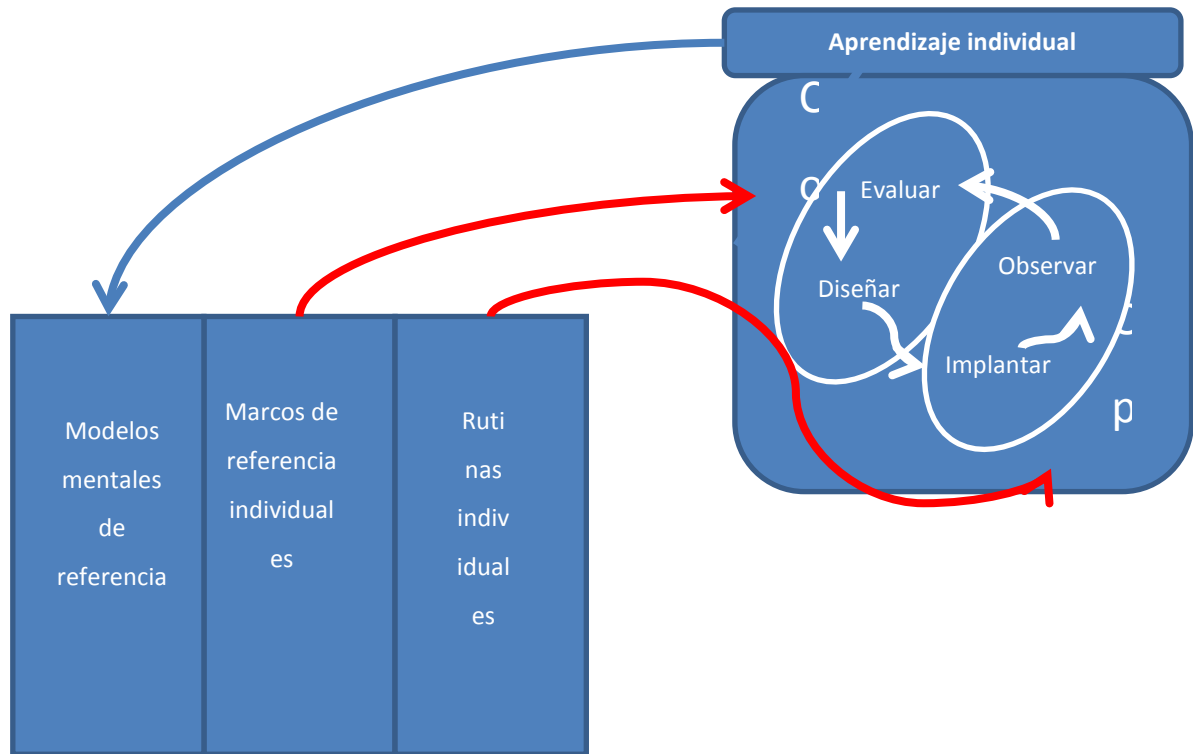 Aprendizaje individual
C
o
Evaluar
Observar
Diseñar
Implantar
p
Modelos
mentales
de
referencia
Marcos de
referencia
individual
es
Ruti
nas
indiv
idual
es